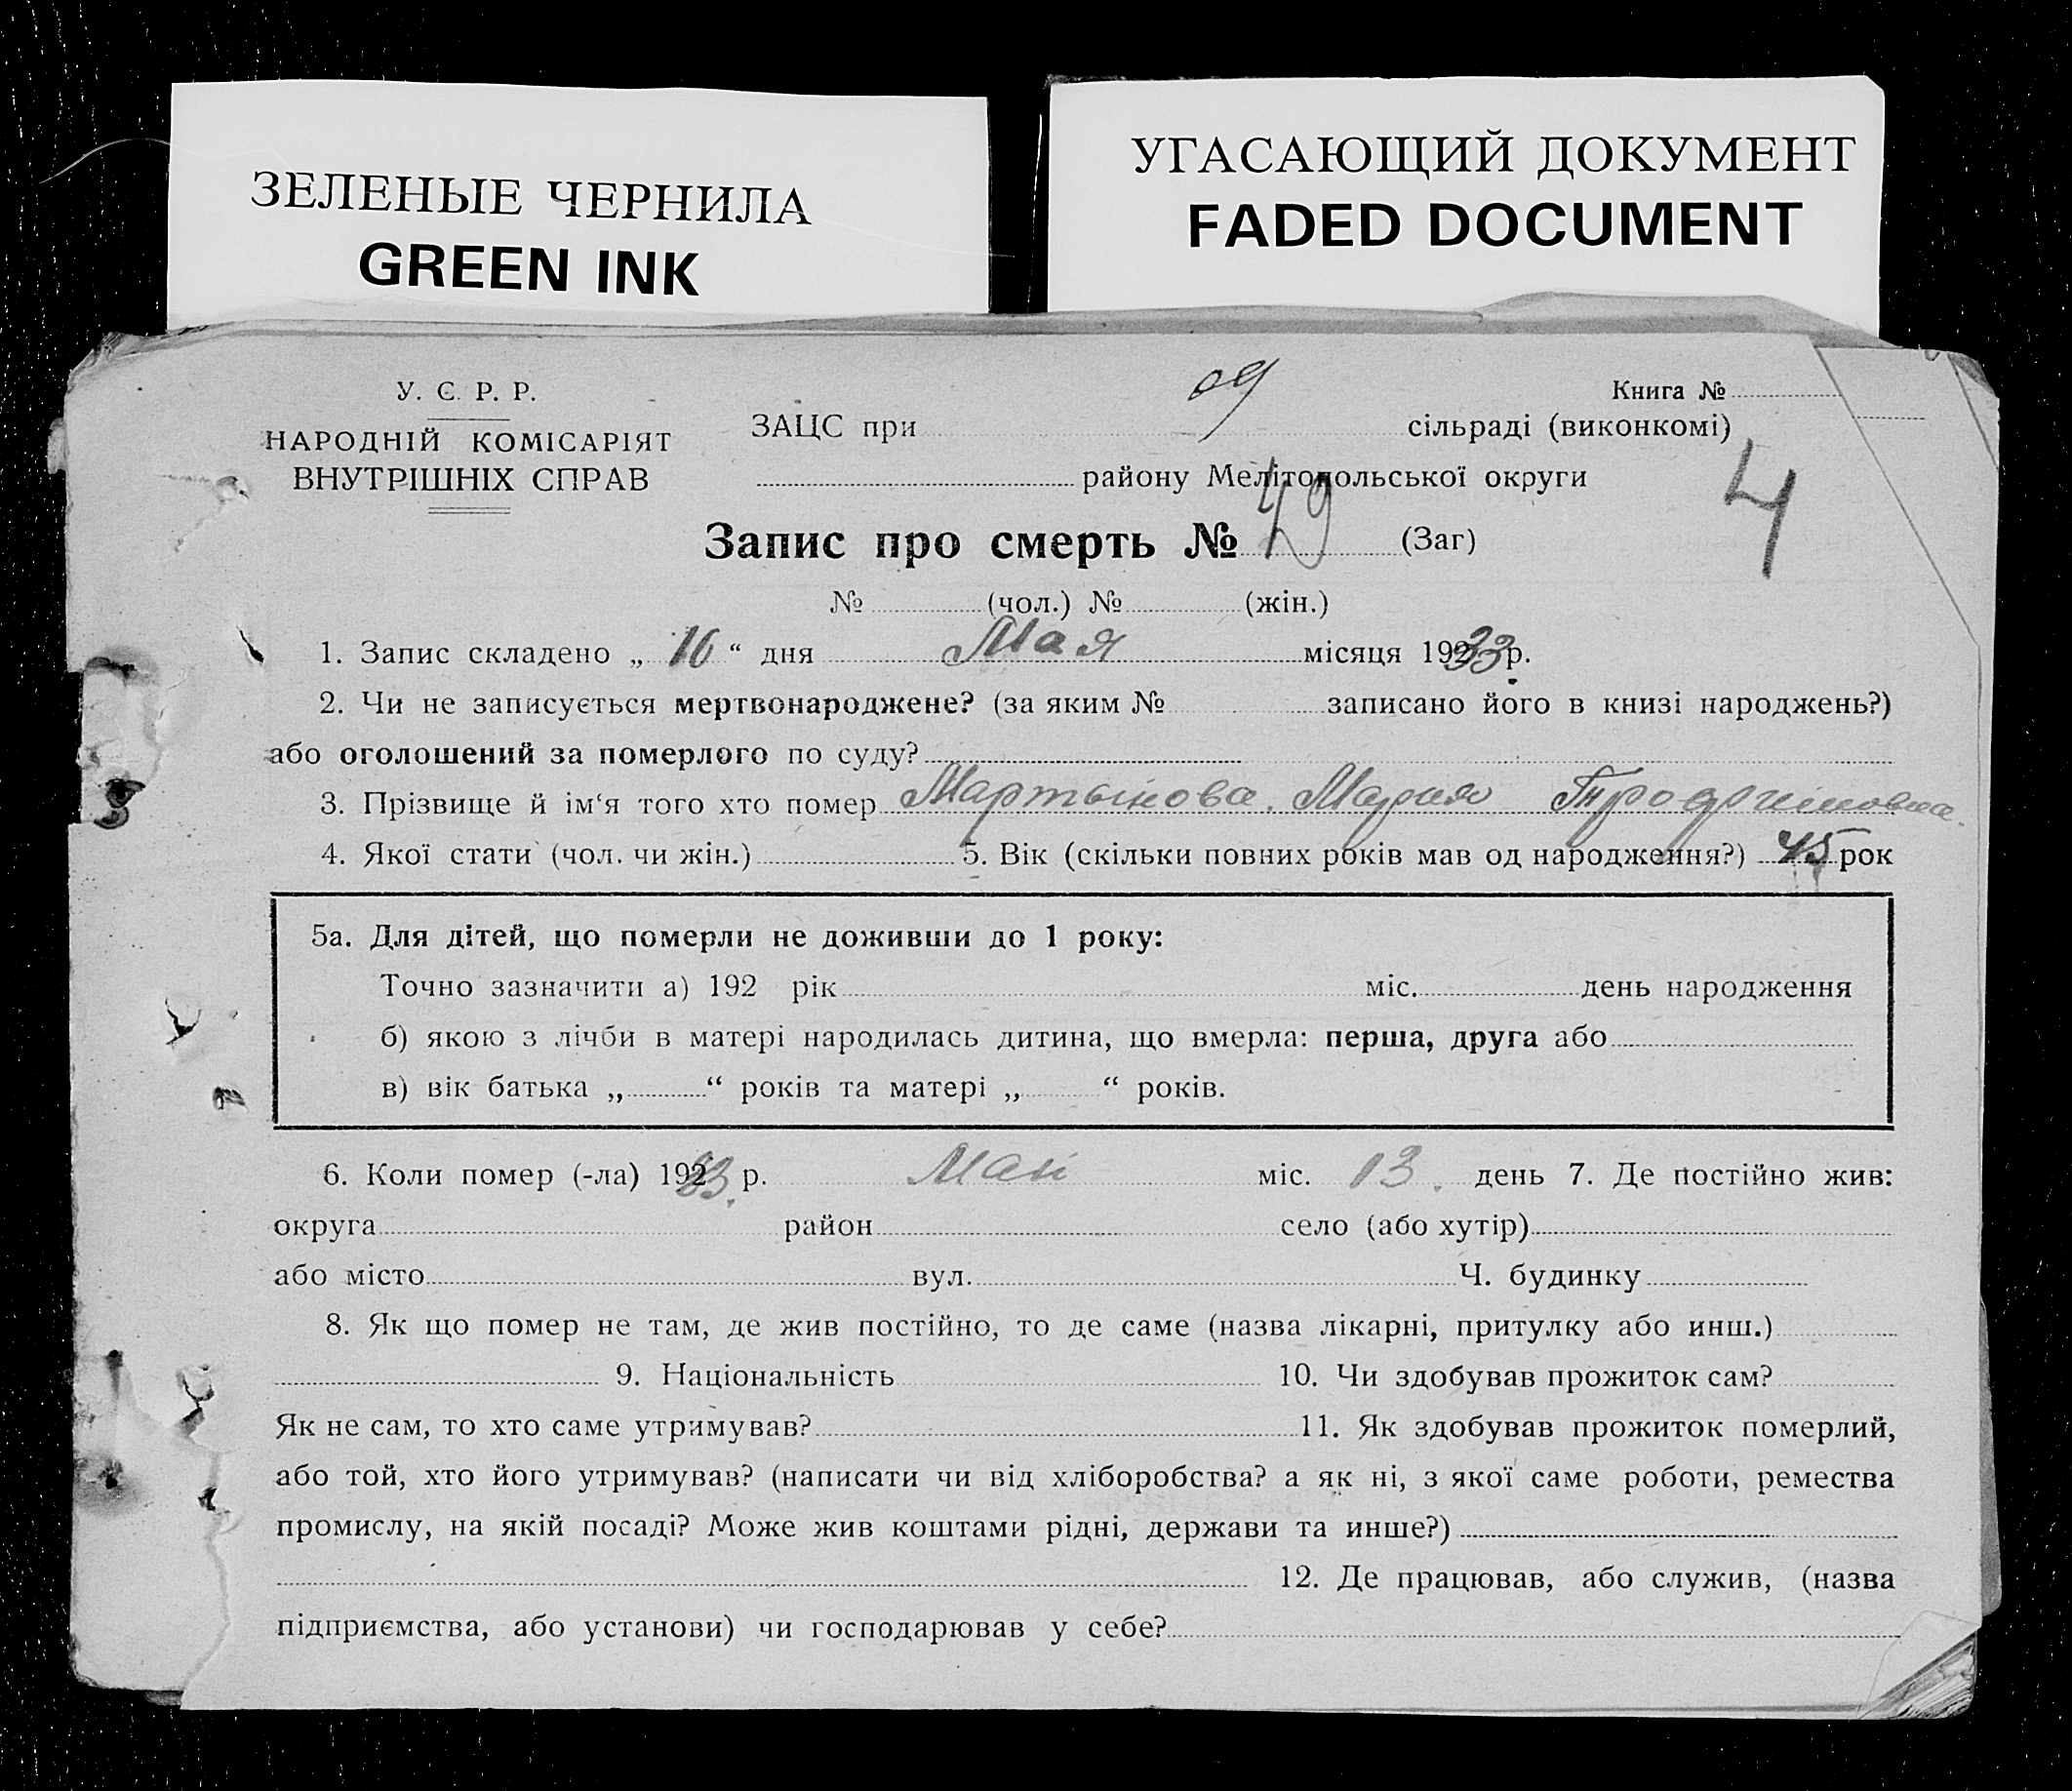 ЗЕЛЕНЫЕ ЧЕРНИЛА
GREEN INK
УГАСАЮЩИЙ ДОКУМЕНТ
FADED DOCUMENT
У. Є. Р. Р.
НАРОДНІЙ КОМІСАРІЯТ
ВНУТРІШНІХ СПРАВ
Книга №
ЗАЦС при сільраді (виконкомі)
району Мелітопольської округи
4
Запис про смерть № 49 (Заг)
№ (чол.) № (жін.)
1. Запис складено „ 16 “ дня Мая місяця 19233 р.
2. Чи не записується мертвонароджене? (за яким № записано його в книзі народжень?)
або оголошений за померлого по суду?
3. Прізвище й ім‘я того хто помер Мартынова Мария Трофимовна.
4. Якої стати (чол. чи жін.) 5. Вік (скільки повних років мав од народження?) 45 рок
5а. Для дітей, що померли не доживши до 1 року:
Точно зазначити а) 192 рік міс. день народження
б) якою з лічби в матері народилась дитина, що вмерла: перша, друга або
в) вік батька „ “ років та матері „ “ років.
6. Коли помер (-ла) 19233. р. Май міс. 13. день 7. Де постійно жив:
округа район село (або хутір)
або місто вул. Ч. будинку
8. Як що помер не там, де жив постійно, то де саме (назва лікарні, притулку або инш.)
9. Національність 10. Чи здобував прожиток сам?
Як не сам, то хто саме утримував? 11. Як здобував прожиток померлий,
або той, хто його утримував? (написати чи від хліборобства? а як ні, з якої саме роботи, ремества
промислу, на якій посаді? Може жив коштами рідні, держави та инше?)
12. Де працював, або служив, (назва
підприємства, або установи) чи господарював у себе?